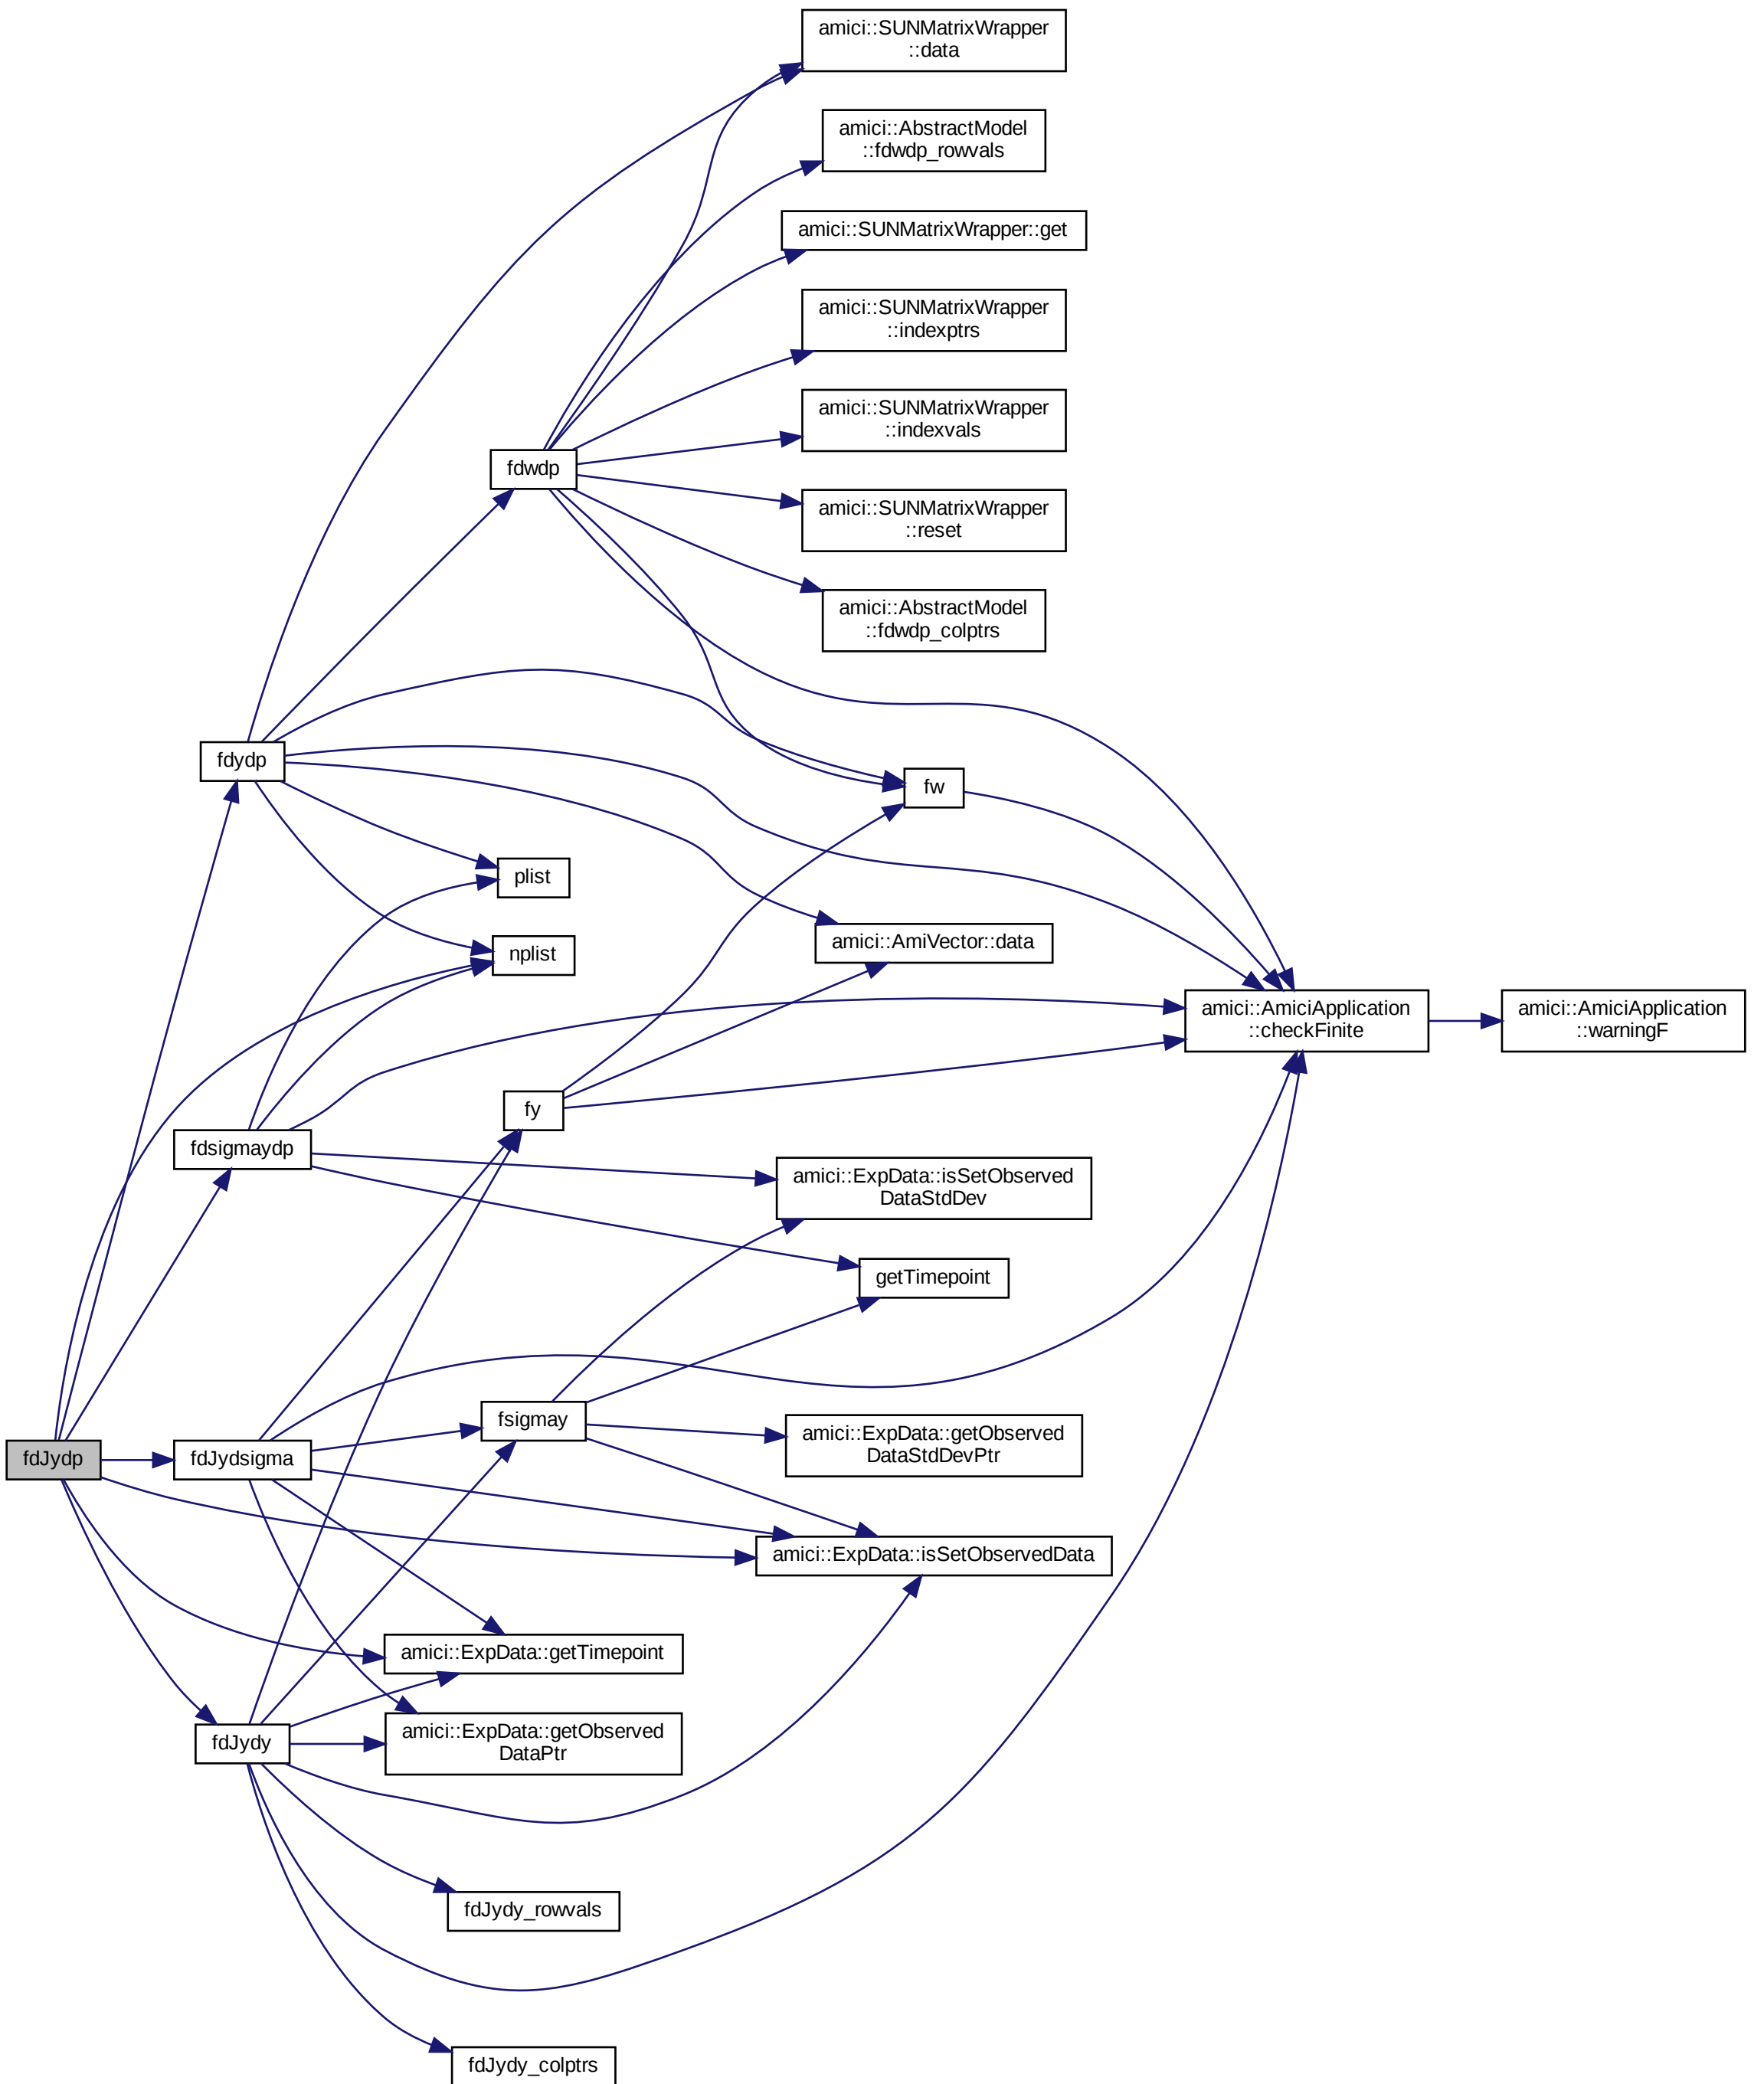 amici::SUNMatrixWrapper
::data
amici::AbstractModel
::fdwdp_rowvals
amici::SUNMatrixWrapper::get
amici::SUNMatrixWrapper
::indexptrs
amici::SUNMatrixWrapper
::indexvals
fdwdp
amici::SUNMatrixWrapper
::reset
amici::AbstractModel
::fdwdp_colptrs
fdydp
fw
plist
amici::AmiVector::data
nplist
amici::AmiciApplication
::checkFinite
amici::AmiciApplication
::warningF
fy
fdsigmaydp
amici::ExpData::isSetObserved
DataStdDev
getTimepoint
fsigmay
amici::ExpData::getObserved
DataStdDevPtr
fdJydp
fdJydsigma
amici::ExpData::isSetObservedData
amici::ExpData::getTimepoint
fdJydy
amici::ExpData::getObserved
DataPtr
fdJydy_rowvals
fdJydy_colptrs